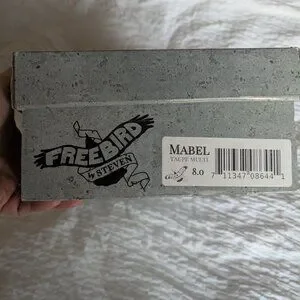 FREEBIRD
by STEVEN
MABEL
TAUPE MULTI
8.0
7 11347 08644 1